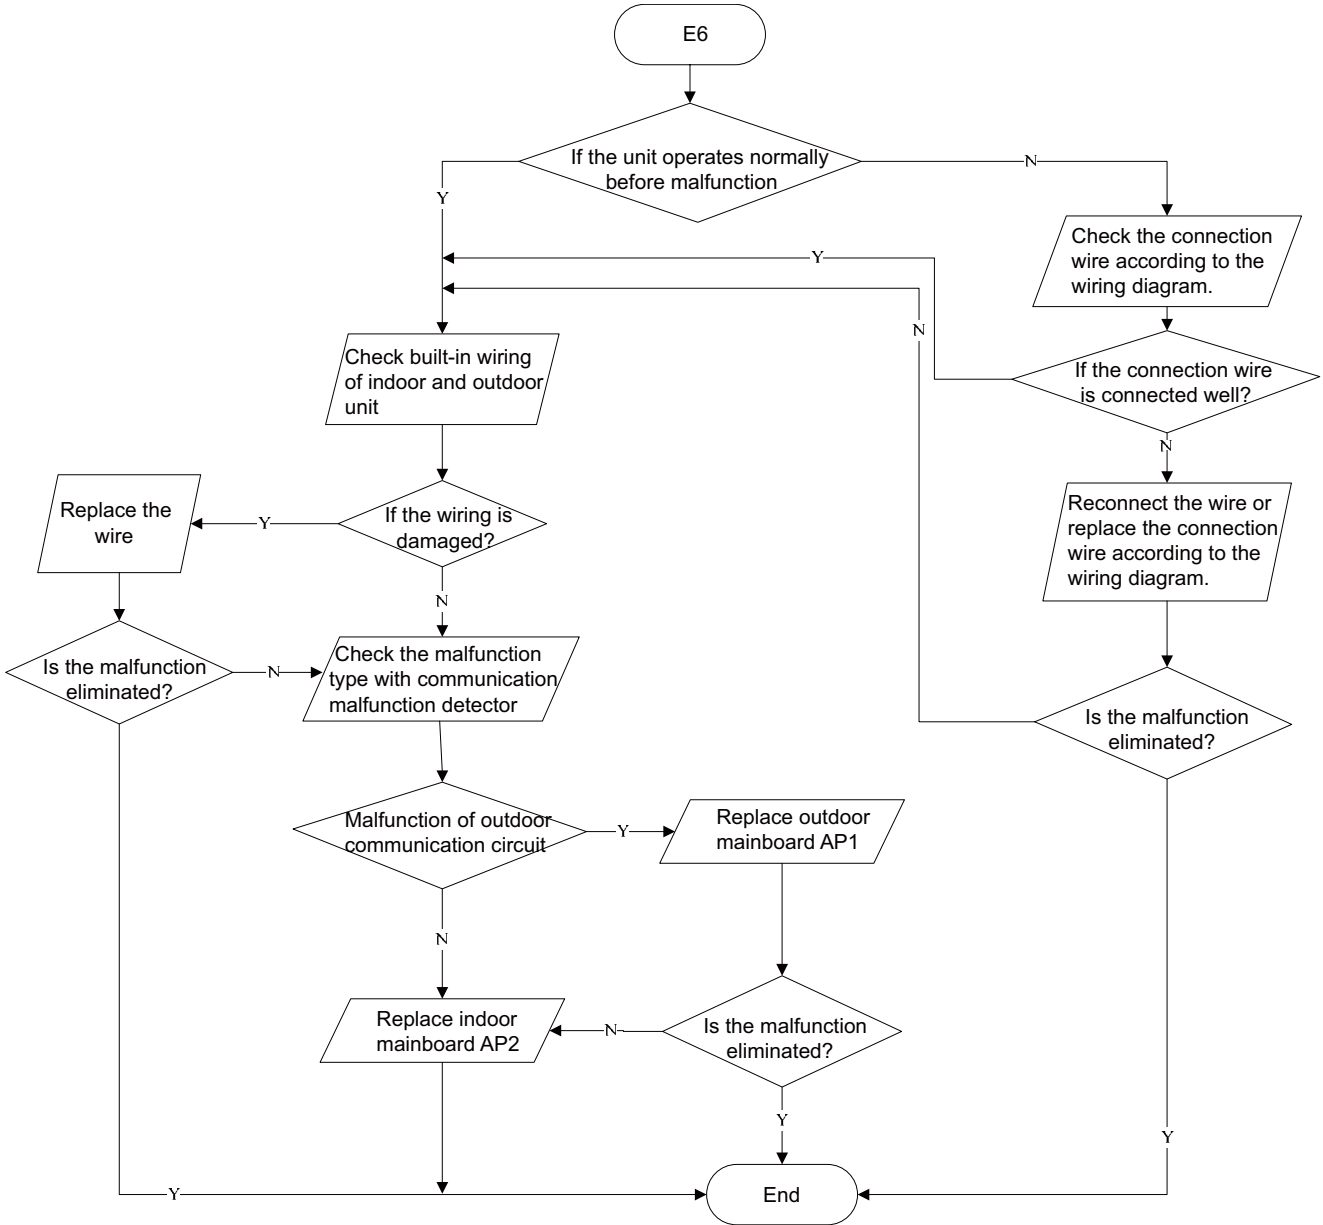 E6
If the unit operates normally
before malfunction
N
Y
Check the connection
wire according to the
wiring diagram.
Y
N
Check built-in wiring
of indoor and outdoor
unit
If the connection wire
is connected well?
N
Replace the
wire
Y
If the wiring is
damaged?
Reconnect the wire or
replace the connection
wire according to the
wiring diagram.
N
Is the malfunction
eliminated?
N
Check the malfunction
type with communication
malfunction detector
Is the malfunction
eliminated?
Malfunction of outdoor
communication circuit
Y
Replace outdoor
mainboard AP1
N
Replace indoor
mainboard AP2
N
Is the malfunction
eliminated?
Y
Y
Y
End